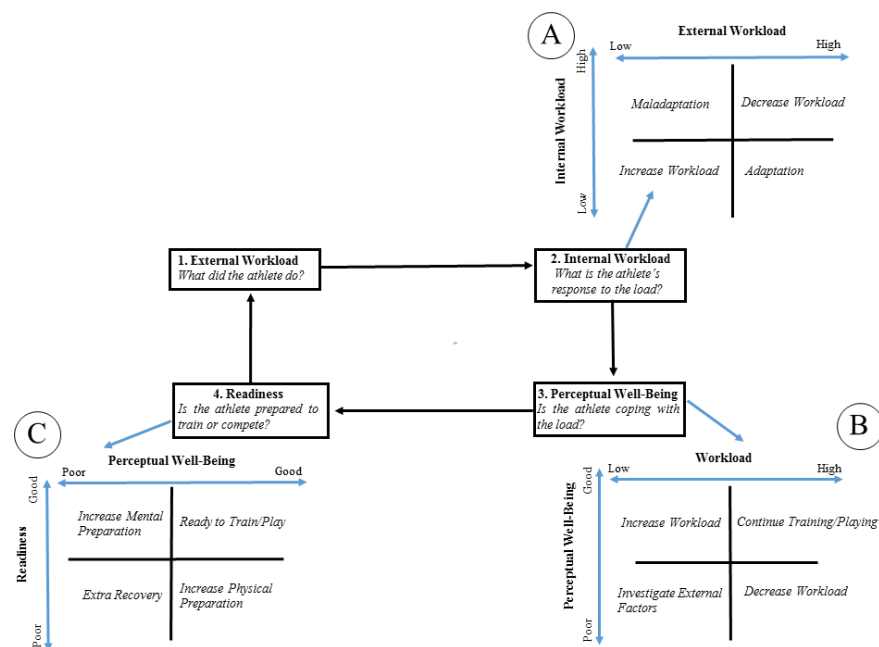 A
External Workload
Low
High
High
Internal Workload
Low
Maladaptation
Decrease Workload
Increase Workload
Adaptation
1. External Workload
What did the athlete do?
2. Internal Workload
What is the athlete's
response to the load?
4. Readiness
Is the athlete prepared to
train or compete?
3. Perceptual Well-Being
Is the athlete coping with
the load?
C
Perceptual Well-Being
Poor
Good
Good
Readiness
Poor
Increase Mental
Preparation
Ready to Train/Play
Extra Recovery
Increase Physical
Preparation
B
Workload
Low
High
Good
Perceptual Well-Being
Poor
Increase Workload
Continue Training/Playing
Investigate External
Factors
Decrease Workload